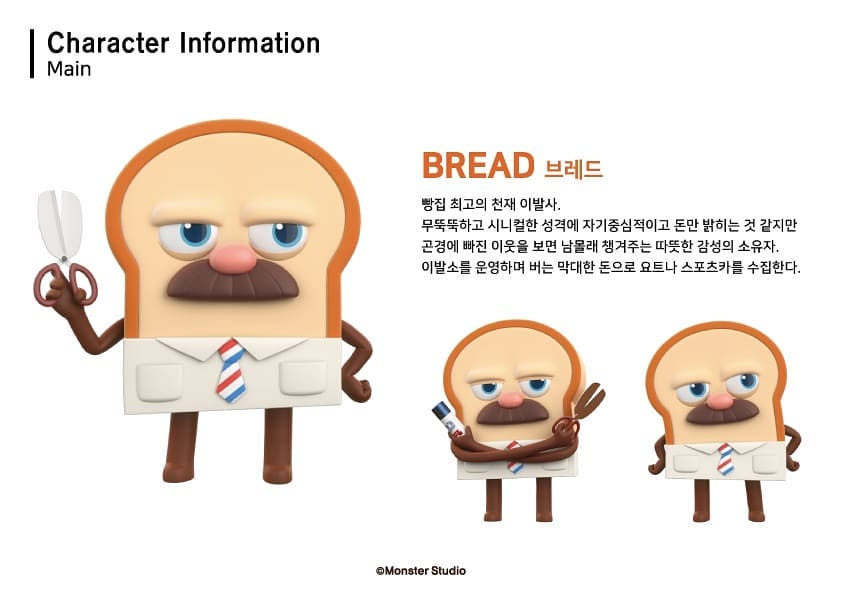 Character Information
Main
BREAD 브레드
빵집 최고의 천재 이발사.
무뚝뚝하고 시니컬한 성격에 자기중심적이고 돈만 밝히는 것 같지만
곤경에 빠진 이웃을 보면 남몰래 챙겨주는 따뜻한 감성의 소유자.
이발소를 운영하며 버는 막대한 돈으로 요트나 스포츠카를 수집한다.
©Monster Studio